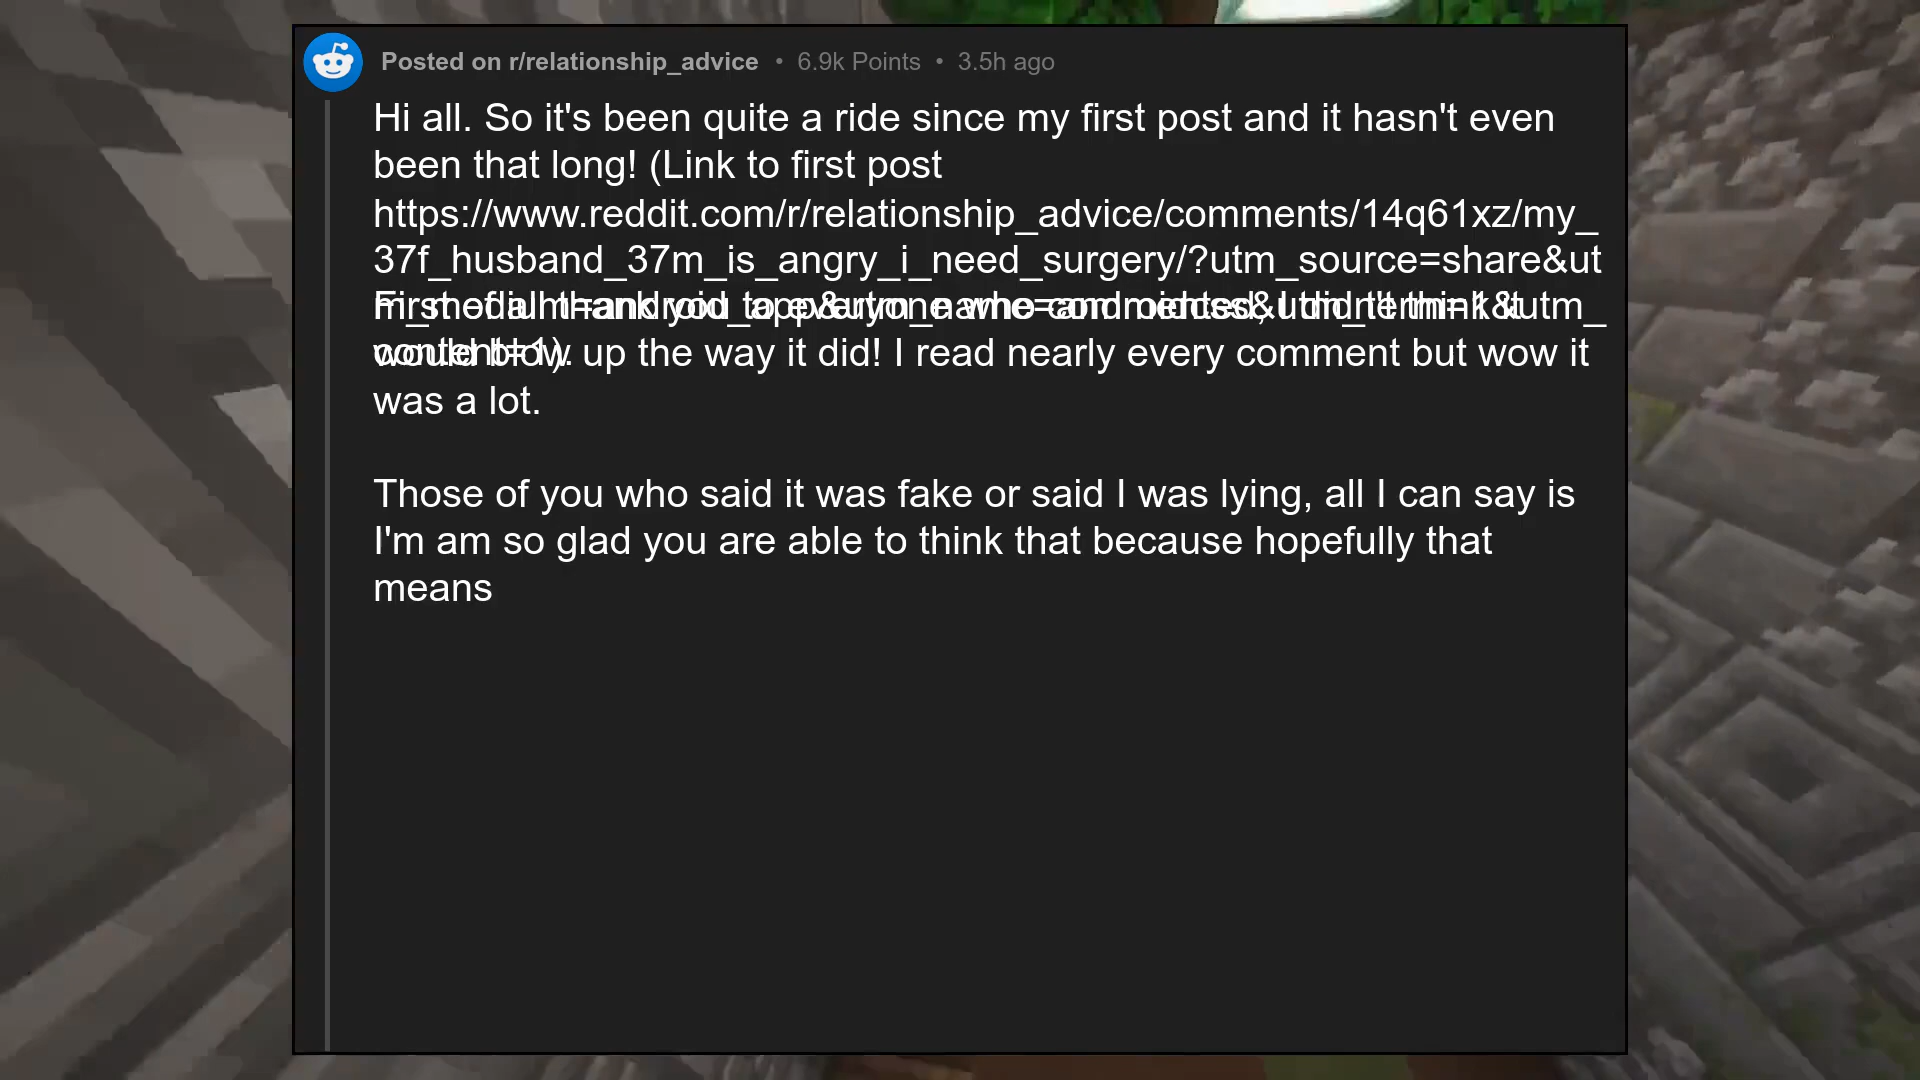 Posted on r/relationship_advice • 6.9k Points • 3.5h ago
Hi all. So it's been quite a ride since my first post and it hasn't even
been that long! (Link to first post
https://www.reddit.com/r/relationship_advice/comments/14q61xz/my_
37f_husband_37m_is_angry_i_need_surgery/?utm_source=share&ut
m_medium=android_app&utm_name=androidcss&utm_term=1&utm_
content=1).
First of all thank you to everyone who commented, I didn't think it
would blow up the way it did! I read nearly every comment but wow it
was a lot.
Those of you who said it was fake or said I was lying, all I can say is
I'm am so glad you are able to think that because hopefully that
means